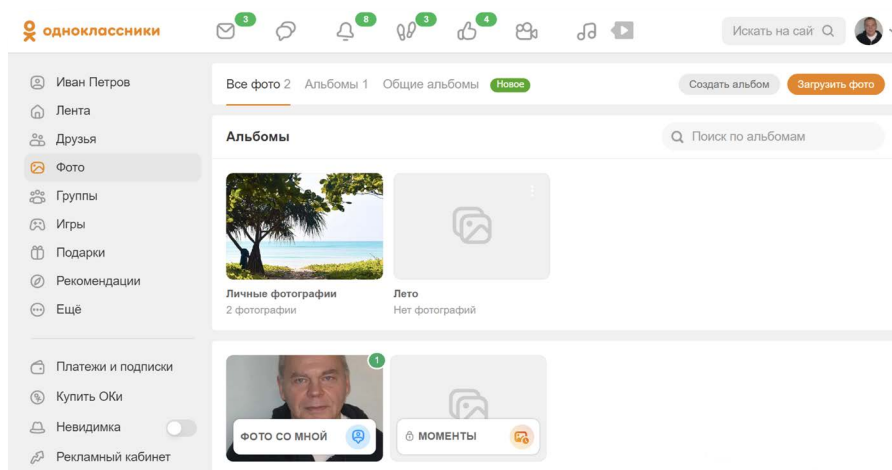 одноклассники
3
8
3
4
Искать на сай
Иван Петров
Лента
Друзья
Фото
Группы
Игры
Подарки
Рекомендации
Ещё
Платежи и подписки
Купить ОКи
Невидимка
Рекламный кабинет
Все фото 2 Альбомы 1 Общие альбомы Новое
Создать альбом
Загрузить фото
Альбомы
Поиск по альбомам
Личные фотографии
2 фотографии
Лето
Нет фотографий
1
ФОТО СО МНОЙ
МОМЕНТЫ